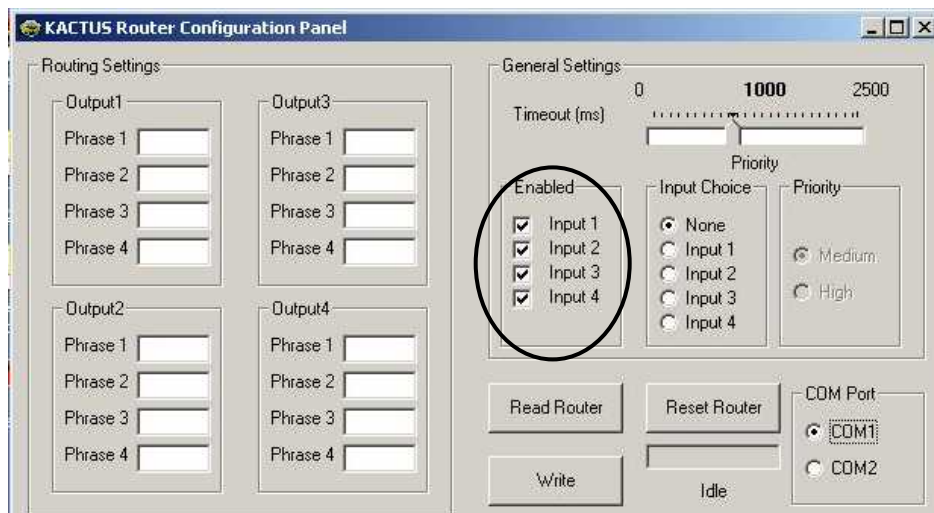 KACTUS Router Configuration Panel
Routing Settings
Output1
Phrase 1
Phrase 2
Phrase 3
Phrase 4
Output3
Phrase 1
Phrase 2
Phrase 3
Phrase 4
Output2
Phrase 1
Phrase 2
Phrase 3
Phrase 4
Output4
Phrase 1
Phrase 2
Phrase 3
Phrase 4
General Settings
0 1000 2500
Timeout (ms)
Priority
Enabled
Input 1
Input 2
Input 3
Input 4
Input Choice
None
Input 1
Input 2
Input 3
Input 4
Priority
Medium
High
Read Router
Reset Router
Write
Idle
COM Port
COM1
COM2